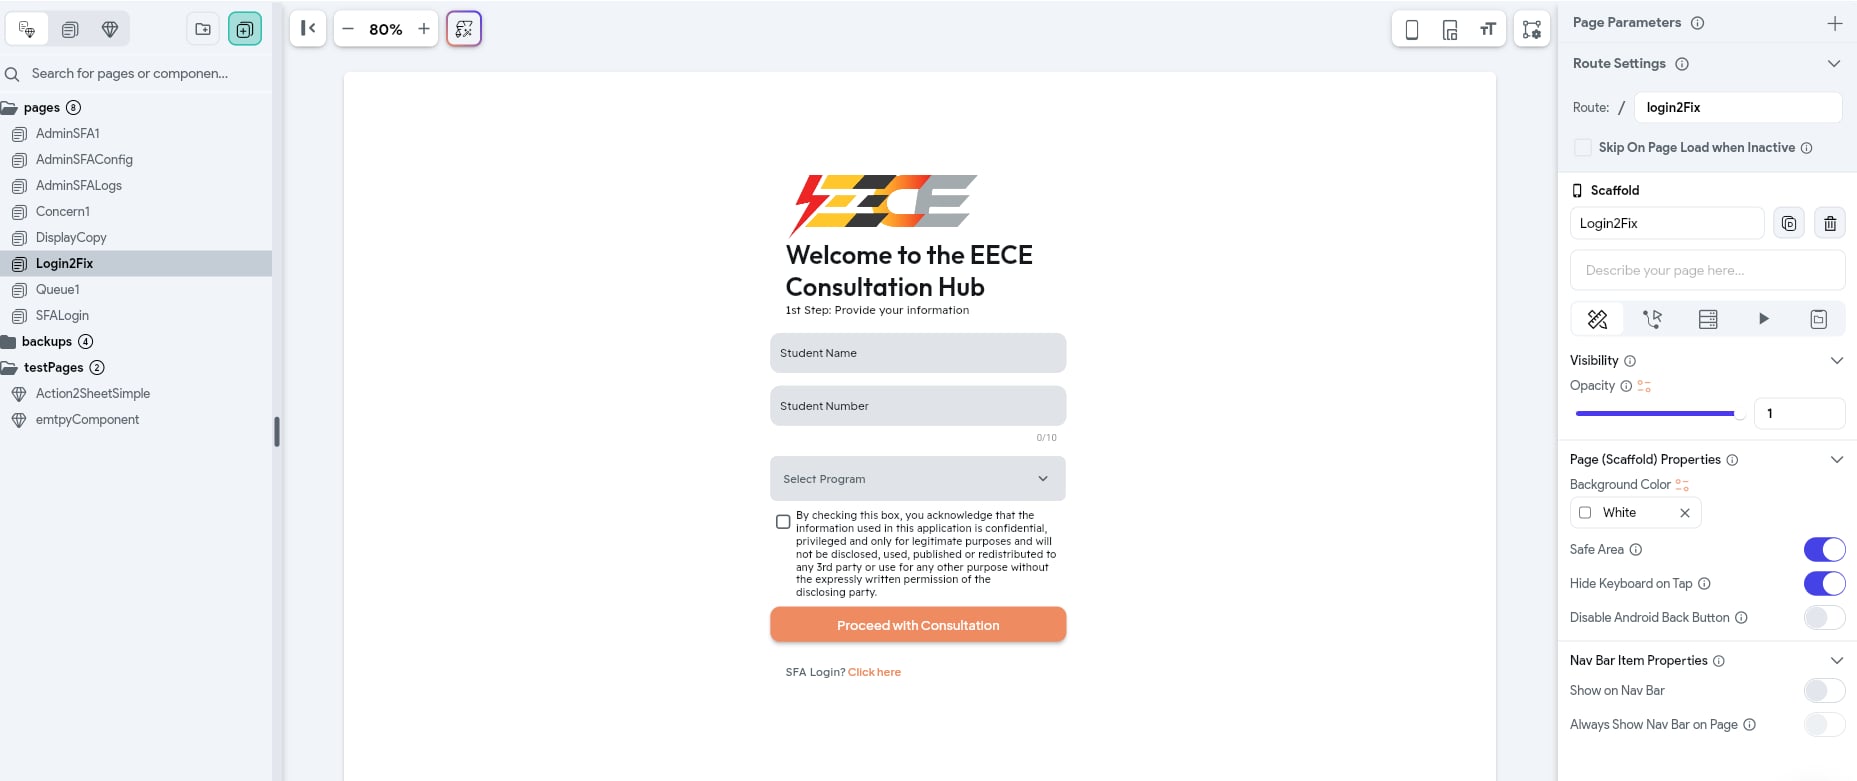 80%
Page Parameters
Search for pages or componen...
Route Settings
pages 8
Route: / login2Fix
AdminSFA1
AdminSFAConfig
Skip On Page Load when Inactive
AdminSFALogs
Scaffold
Concern1
Login2Fix
DisplayCopy
Login2Fix
Describe your page here...
Queue1
SFALogin
backups 4
testPages 2
Action2SheetSimple
emtpyComponent
EECE
Welcome to the EECE
Consultation Hub
1st Step: Provide your information
Student Name
Student Number
0/10
Select Program
By checking this box, you acknowledge that the
information used in this application is confidential,
privileged and only for legitimate purposes and will
not be disclosed, used, published or redistributed to
any 3rd party or use for any other purpose without
the expressly written permission of the
disclosing party.
Proceed with Consultation
SFA Login? Click here
Visibility
Opacity
1
Page (Scaffold) Properties
Background Color
White
Safe Area
Hide Keyboard on Tap
Disable Android Back Button
Nav Bar Item Properties
Show on Nav Bar
Always Show Nav Bar on Page